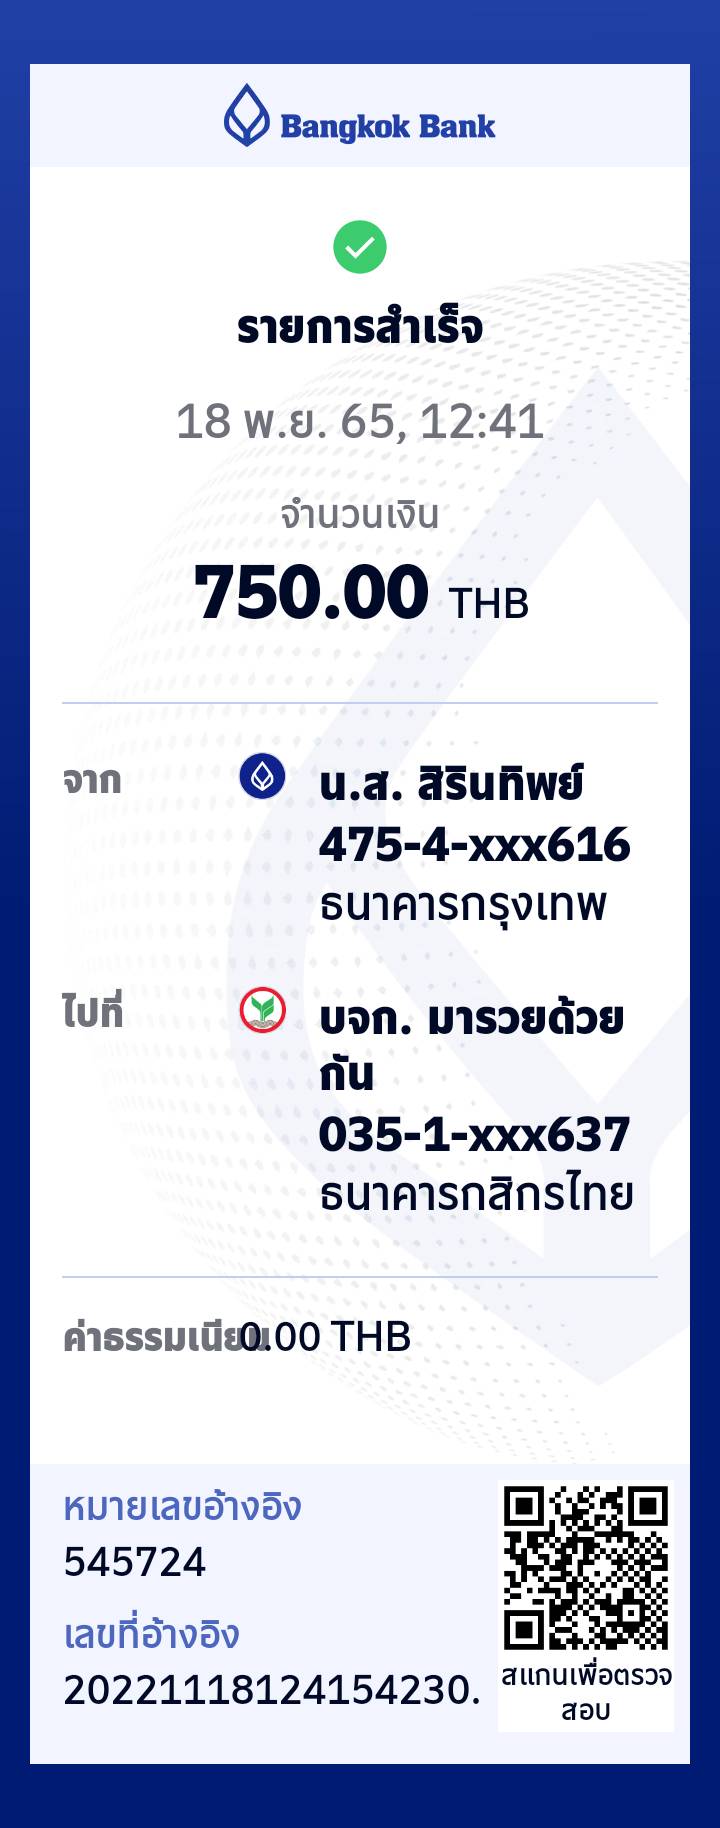 Bangkok Bank
รายการสำเร็จ
18 พ.ย. 65, 12:41
จำนวนเงิน
750.00 THB
จาก
น.ส. สิรินทิพย์
475-4-xxx616
ธนาคารกรุงเทพ
ไปที่
บจก. มารวยด้วย
กัน
035-1-xxx637
ธนาคารกสิกรไทย
ค่าธรรมเนียม 0.00 THB
หมายเลขอ้างอิง
545724
เลขที่อ้างอิง
20221118124154230.
สแกนเพื่อตรวจ
สอบ